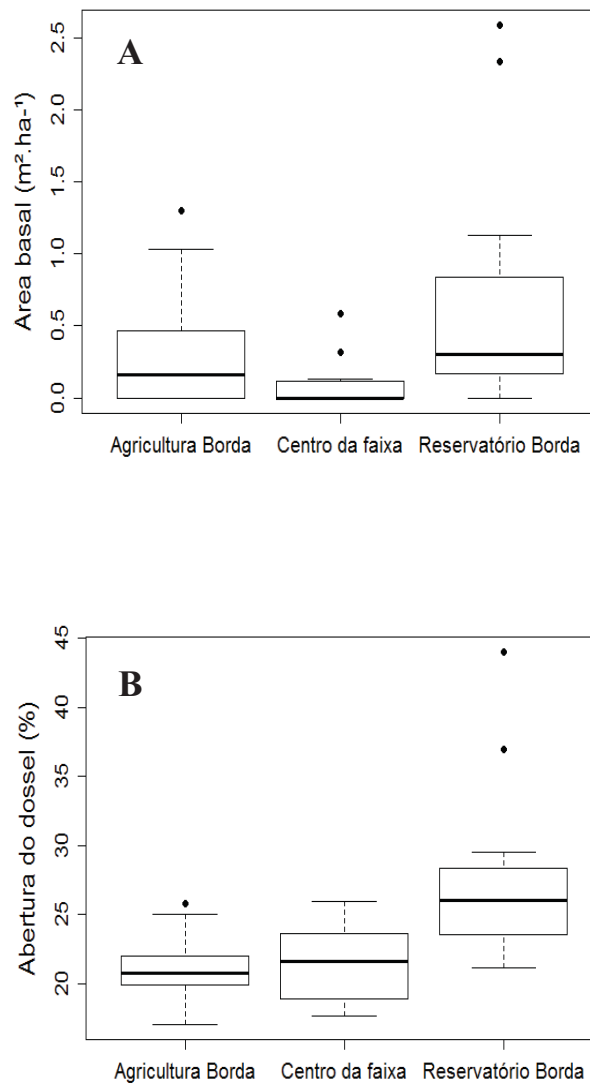 A
Area basal (m².ha-¹)
2.5
2.0
1.5
1.0
0.5
0.0
Agricultura Borda Centro da faixa Reservatório Borda
B
Abertura do dossel (%)
45
40
35
30
25
20
Agricultura Borda Centro da faixa Reservatório Borda